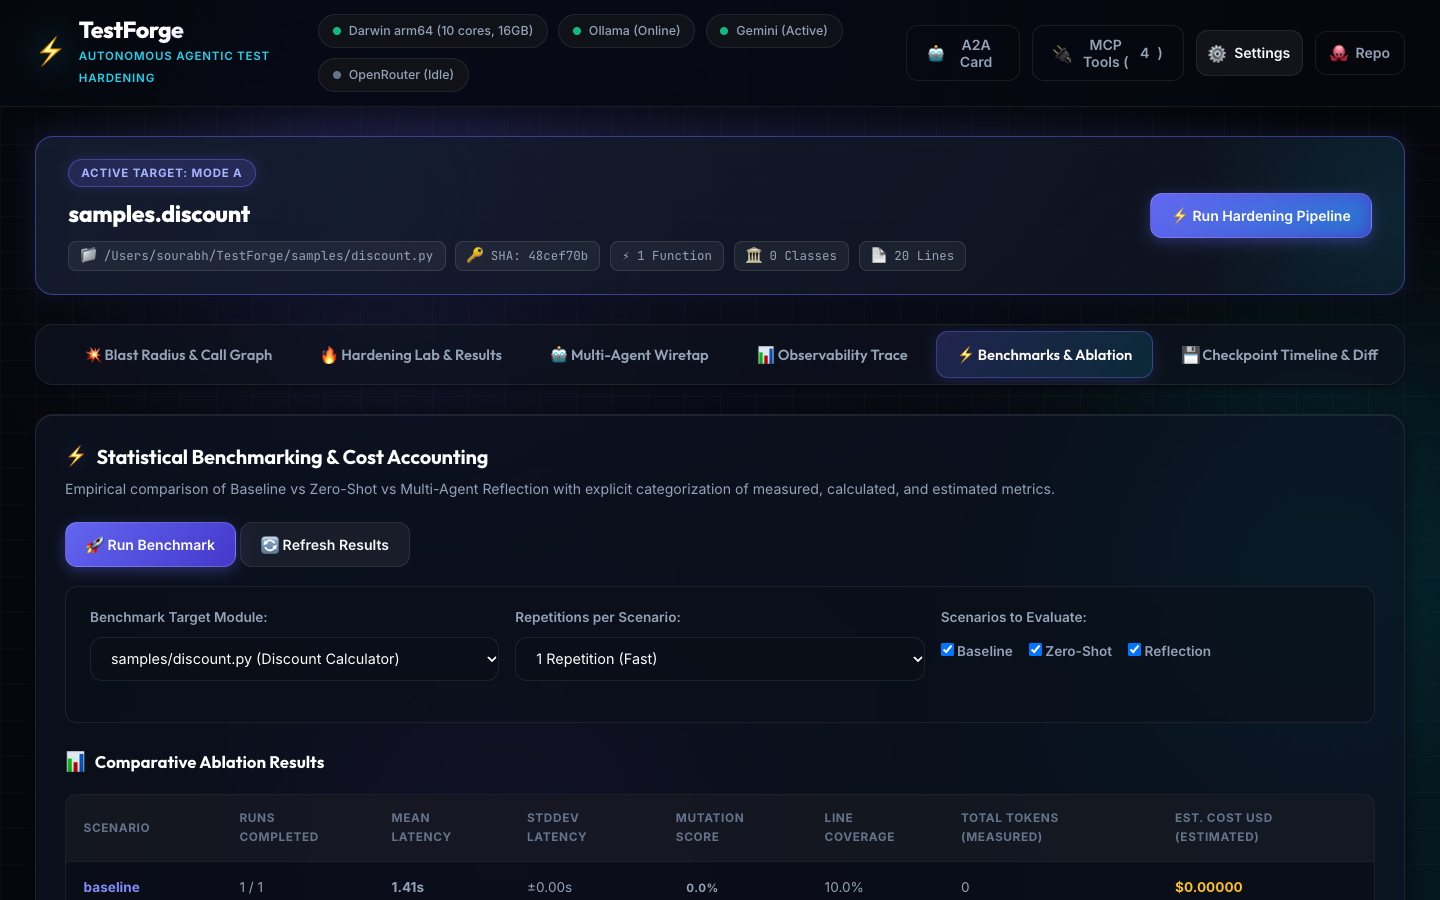 TestForge
AUTONOMOUS AGENTIC TEST
HARDENING
Darwin arm64 (10 cores, 16GB)
Ollama (Online)
Gemini (Active)
OpenRouter (Idle)
A2A
Card
MCP
Tools ( 4 )
Settings
Repo
ACTIVE TARGET: MODE A
samples.discount
/Users/sourabh/TestForge/samples/discount.py
SHA: 48cef70b
⚡ 1 Function
0 Classes
20 Lines
Run Hardening Pipeline
Blast Radius & Call Graph
Hardening Lab & Results
Multi-Agent Wiretap
Observability Trace
Benchmarks & Ablation
Checkpoint Timeline & Diff
Statistical Benchmarking & Cost Accounting
Empirical comparison of Baseline vs Zero-Shot vs Multi-Agent Reflection with explicit categorization of measured, calculated, and estimated metrics.
Run Benchmark
Refresh Results
Benchmark Target Module:
samples/discount.py (Discount Calculator)
Repetitions per Scenario:
1 Repetition (Fast)
Scenarios to Evaluate:
Baseline
Zero-Shot
Reflection
Comparative Ablation Results
SCENARIO
RUNS
COMPLETED
MEAN
LATENCY
STDDEV
LATENCY
MUTATION
SCORE
LINE
COVERAGE
TOTAL TOKENS
(MEASURED)
EST. COST USD
(ESTIMATED)
baseline
1 / 1
1.41s
±0.00s
0.0%
10.0%
0
$0.00000